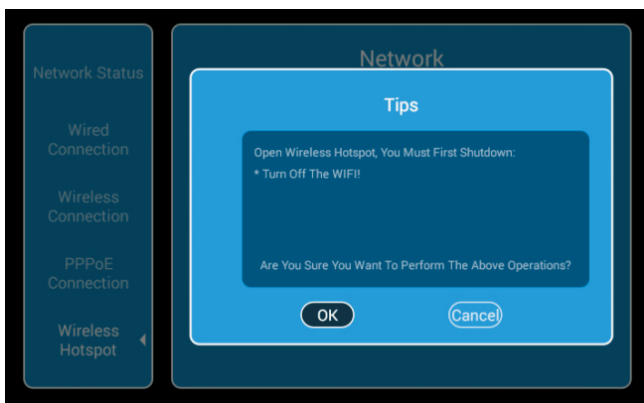 Network Status
Wired
Connection
Wireless
Connection
PPPoE
Connection
Wireless
Hotspot
Network
Tips
Open Wireless Hotspot, You Must First Shutdown:
* Turn Off The WIFI!
Are You Sure You Want To Perform The Above Operations?
OK
Cancel